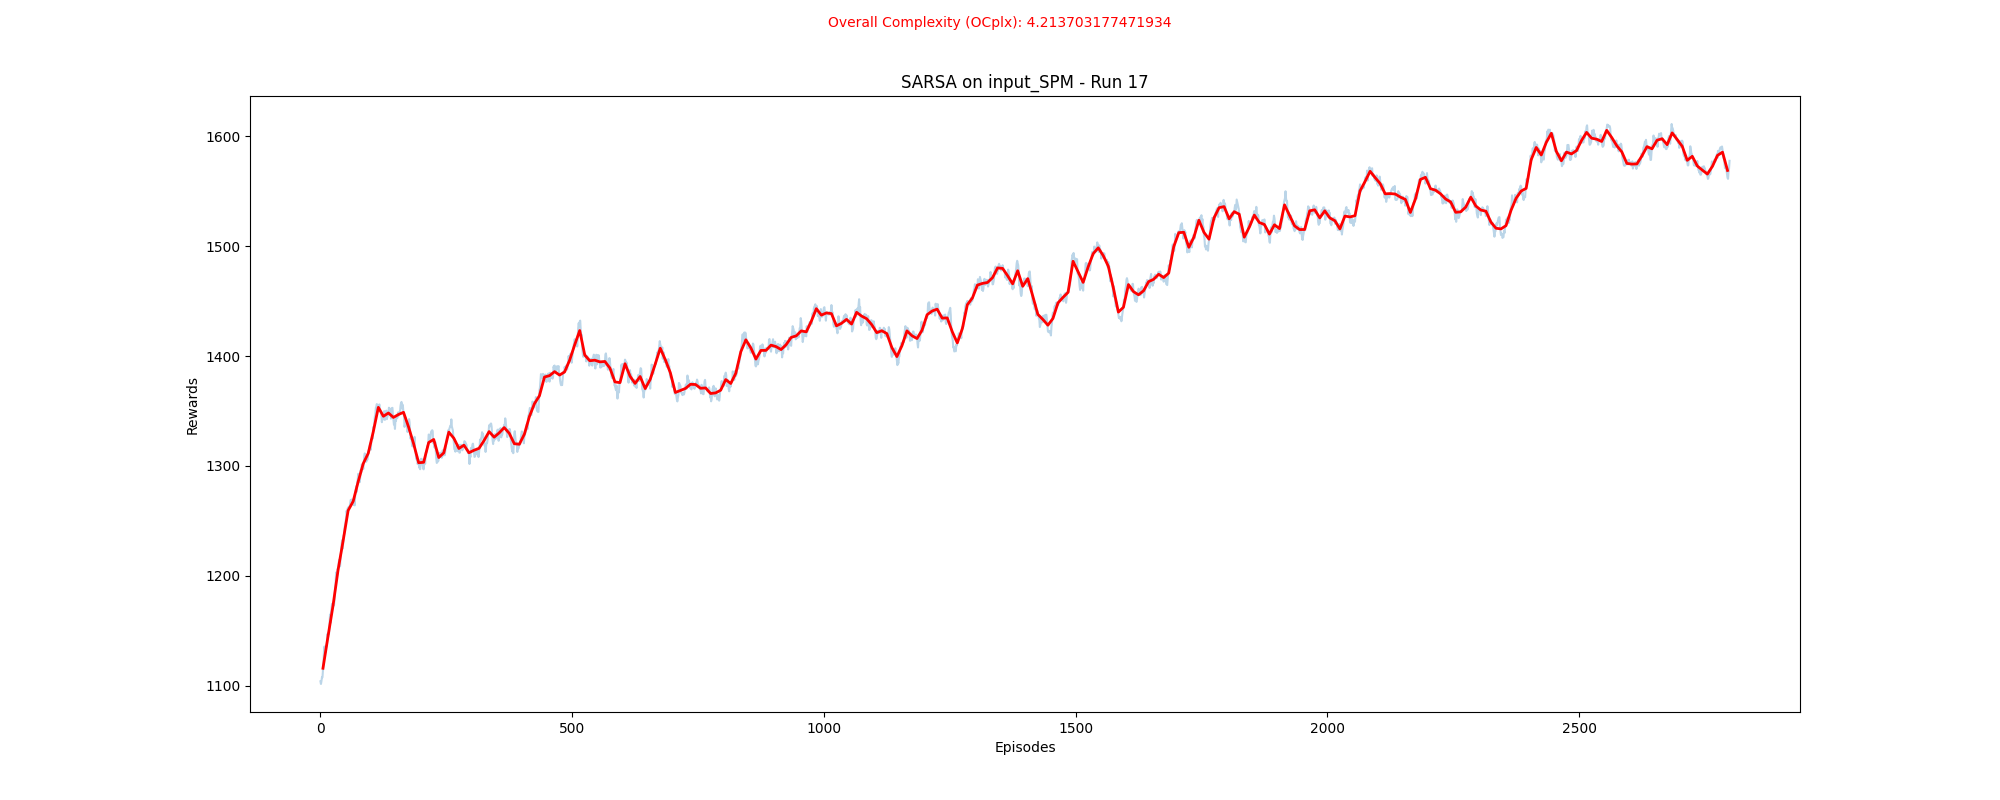 Overall Complexity (OCplx): 4.213703177471934
SARSA on input_SPM - Run 17
Rewards
1600
1500
1400
1300
1200
1100
0 500 1000 1500 2000 2500
Episodes